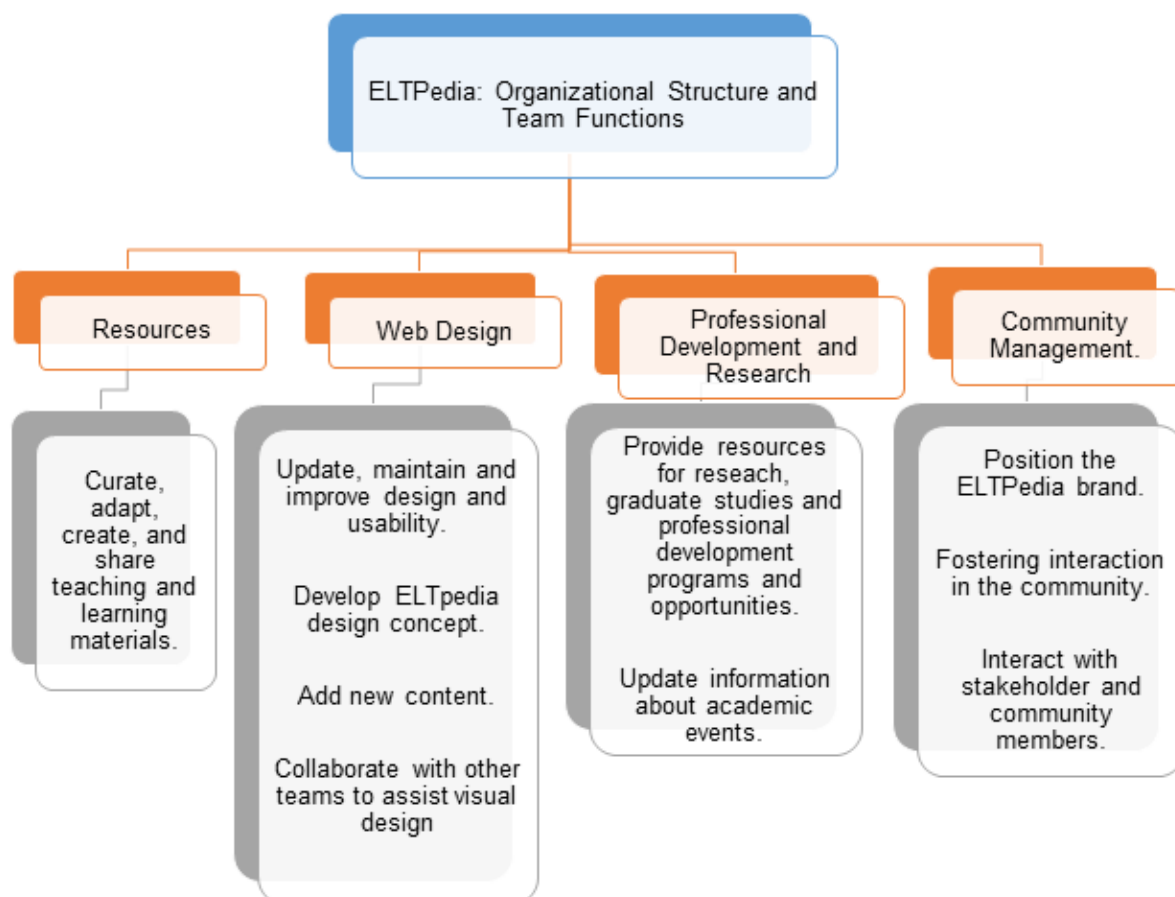 ELTPedia: Organizational Structure and
Team Functions
Resources
Web Design
Professional
Development and
Research
Community
Management.
Curate,
adapt,
create, and
share
teaching and
learning
materials.
Update, maintain and
improve design and
usability.
Develop ELTpedia
design concept.
Add new content.
Collaborate with other
teams to assist visual
design
Provide resources
for reseach,
graduate studies and
professional
development
programs and
opportunities.
Update information
about academic
events.
Position the
ELTPedia brand.
Fostering interaction
in the community.
Interact with
stakeholder and
community
members.